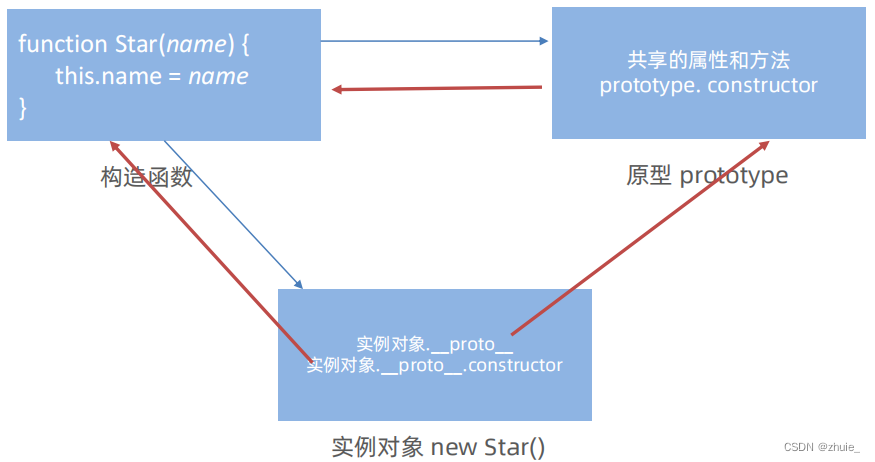 function Star(name) {
this.name = name
}
共享的属性和方法
prototype. constructor
构造函数
原型 prototype
实例对象.__proto__
实例对象.__proto__.constructor
实例对象 new Star()
CSDN @zhuie_